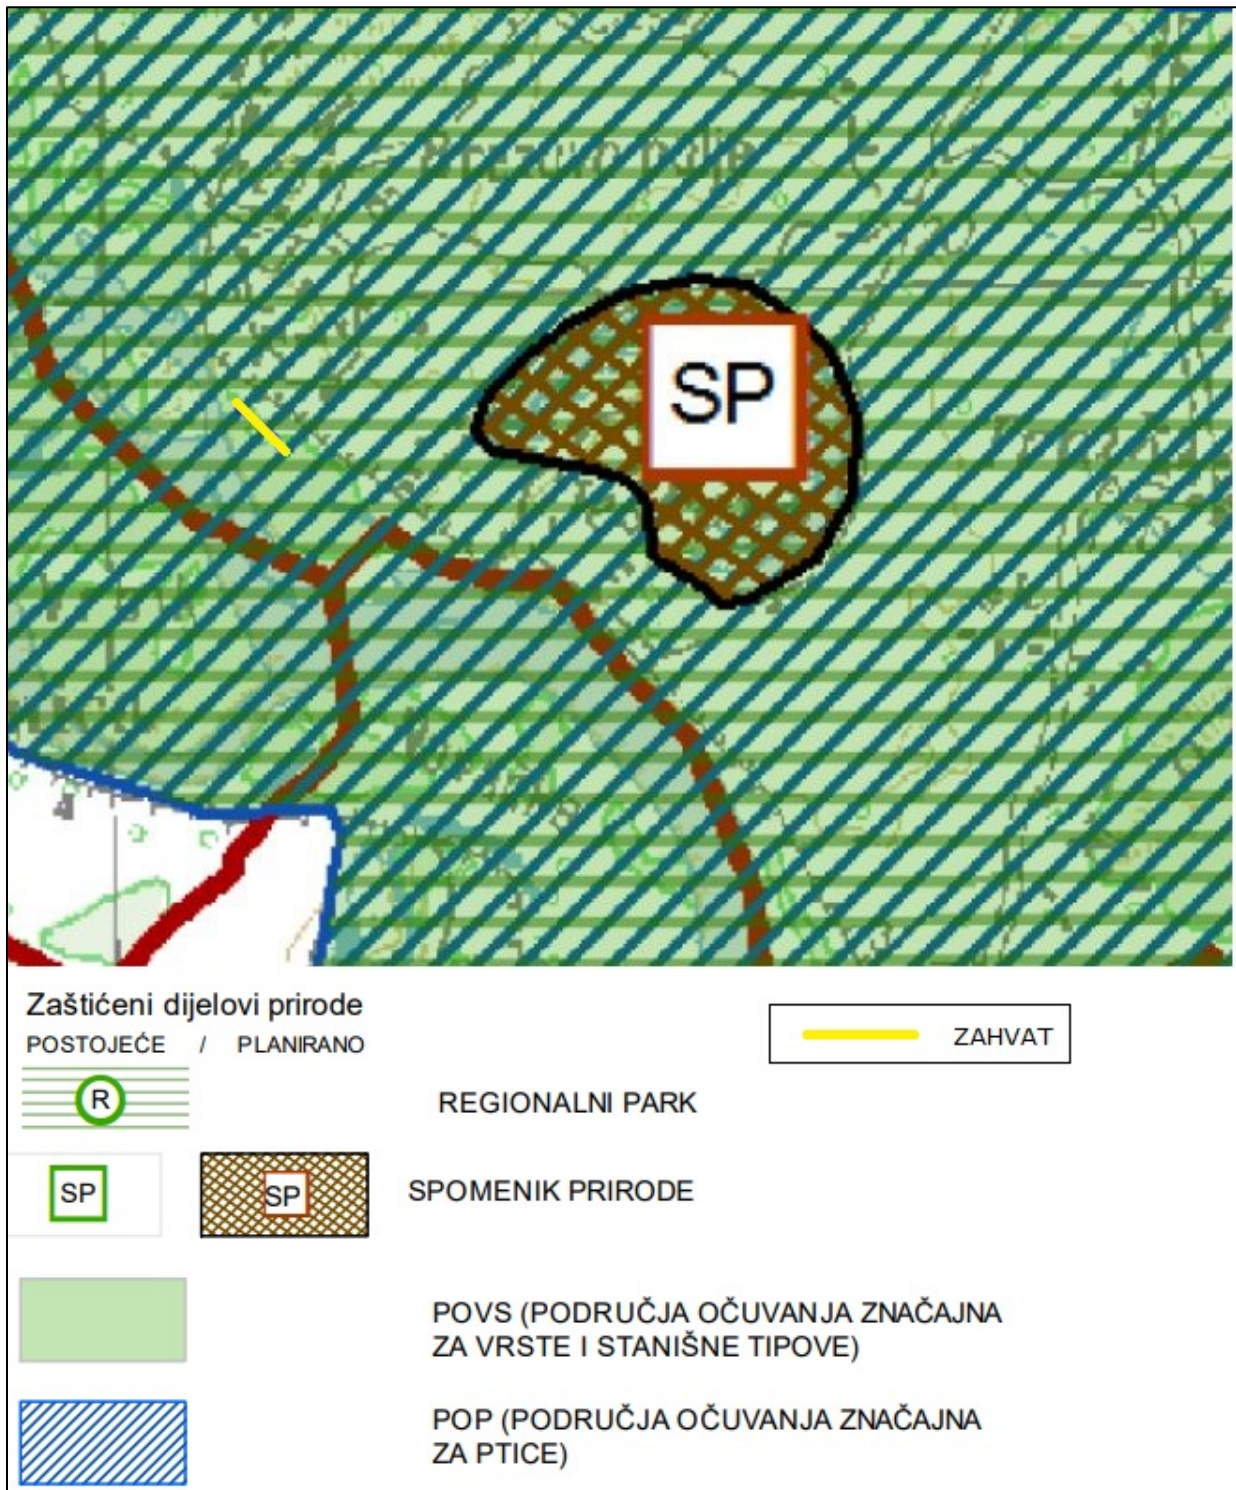 SP
Zaštićeni dijelovi prirode
POSTOJEĆE / PLANIRANO
ZAHVAT
R
REGIONALNI PARK
SP
SP
SPOMENIK PRIRODE
POVS (PODRUČJA OČUVANJA ZNAČAJNA
ZA VRSTE I STANIŠNE TIPOVE)
POP (PODRUČJA OČUVANJA ZNAČAJNA
ZA PTICE)